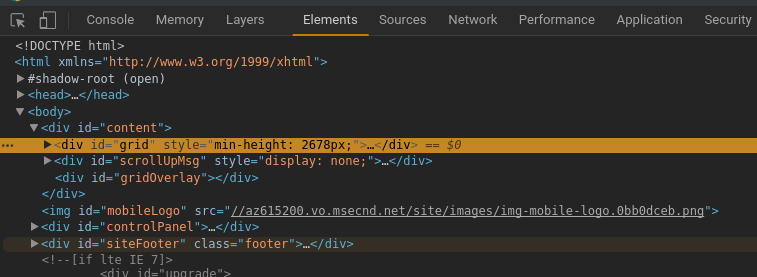 Console Memory Layers Elements Sources Network Performance Application Security
<!DOCTYPE html>
<html xmlns="http://www.w3.org/1999/xhtml">
▶#shadow-root (open)
▶<head>…</head>
▼<body>
▼<div id="content">
…▶<div id="grid" style="min-height: 2678px;">…</div> == $0
▶<div id="scrollUpMsg" style="display: none;">…</div>
<div id="gridOverlay"></div>
</div>
<img id="mobileLogo" src="//az615200.vo.msecnd.net/site/images/img-mobile-logo.0bb0dceb.png">
▶<div id="controlPanel">…</div>
▶<div id="siteFooter" class="footer">…</div>
<!--[if lte IE 7]>
<div id="upgrade">